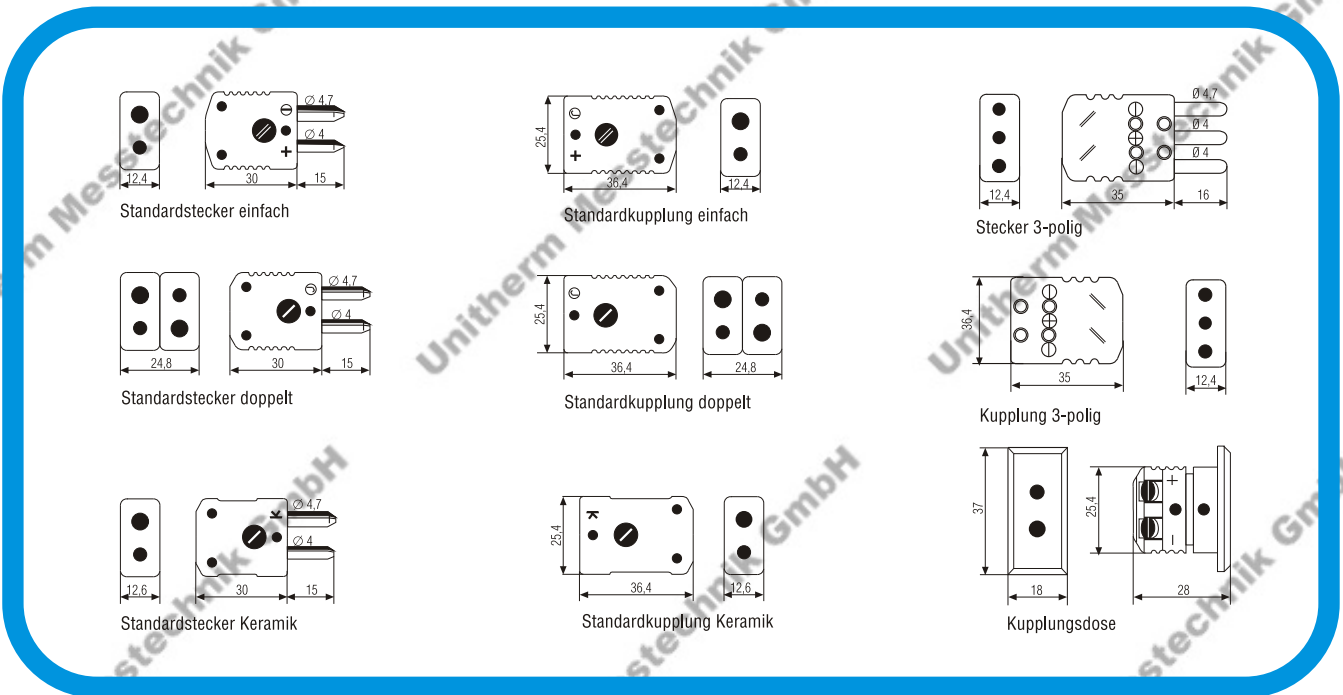 Ø 4,7
Ø 4
+
12,4
30
15
Standardstecker einfach
25,4
+
36,4
12,4
Standardkupplung einfach
Ø 4,7
Ø 4
Ø 4
12,4
35
16
Stecker 3-polig
Ø 4,7
Ø 4
24,8
30
15
Standardstecker doppelt
25,4
36,4
24,8
Standardkupplung doppelt
36,4
35
12,4
Kupplung 3-polig
K
Ø 4,7
Ø 4
12,6
30
15
Standardstecker Keramik
K
25,4
36,4
12,6
Standardkupplung Keramik
37
18
25,4
+
-
28
Kupplungsdose
Unitherm Messtechnik GmbH